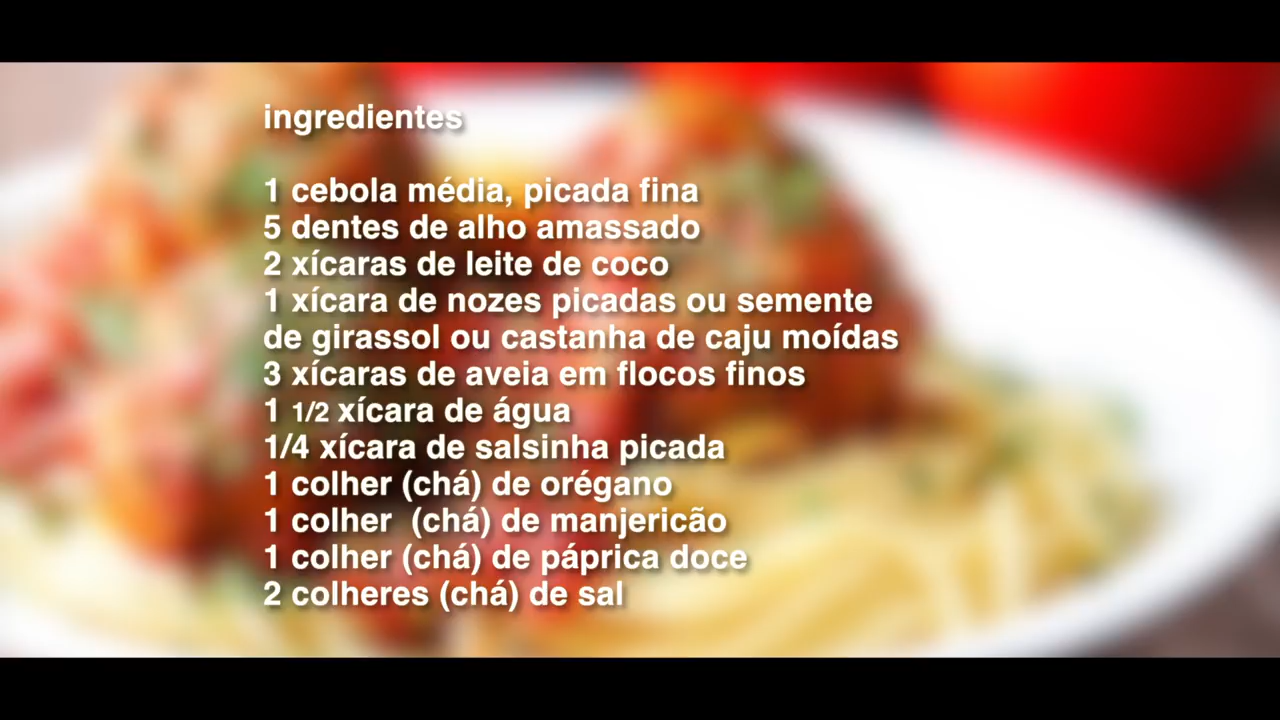 ingredientes
1 cebola média, picada fina
5 dentes de alho amassado
2 xícaras de leite de coco
1 xícara de nozes picadas ou semente
de girassol ou castanha de caju moídas
3 xícaras de aveia em flocos finos
1 1/2 xícara de água
1/4 xícara de salsinha picada
1 colher (chá) de orégano
1 colher  (chá) de manjericão
1 colher (chá) de páprica doce
2 colheres (chá) de sal